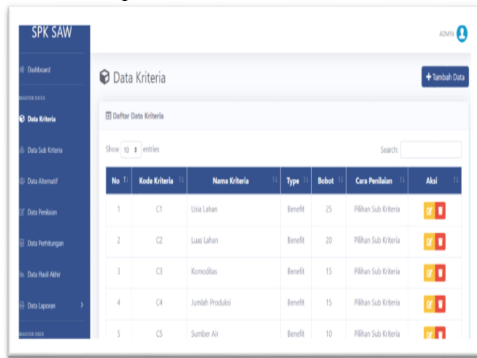 SPK SAW
ADMIN
Dashboard
MASTER DATA
Data Kriteria
+ Tambah Data
Data Kriteria
Daftar Data Kriteria
Data Sub Kriteria
Show 10 entries
Search:
Data Alternatif
No Kode Kriteria Nama Kriteria Type Bobot Cara Penilaian Aksi
Data Penilaian
1 C1 Usia Lahan Benefit 25 Pilihan Sub Kriteria
Data Perhitungan
2 C2 Luas Lahan Benefit 20 Pilihan Sub Kriteria
Data Hasil Akhir
3 C3 Komoditas Benefit 15 Pilihan Sub Kriteria
Data Laporan
4 C4 Jumlah Produksi Benefit 15 Pilihan Sub Kriteria
MASTER USER
5 C5 Sumber Air Benefit 10 Pilihan Sub Kriteria